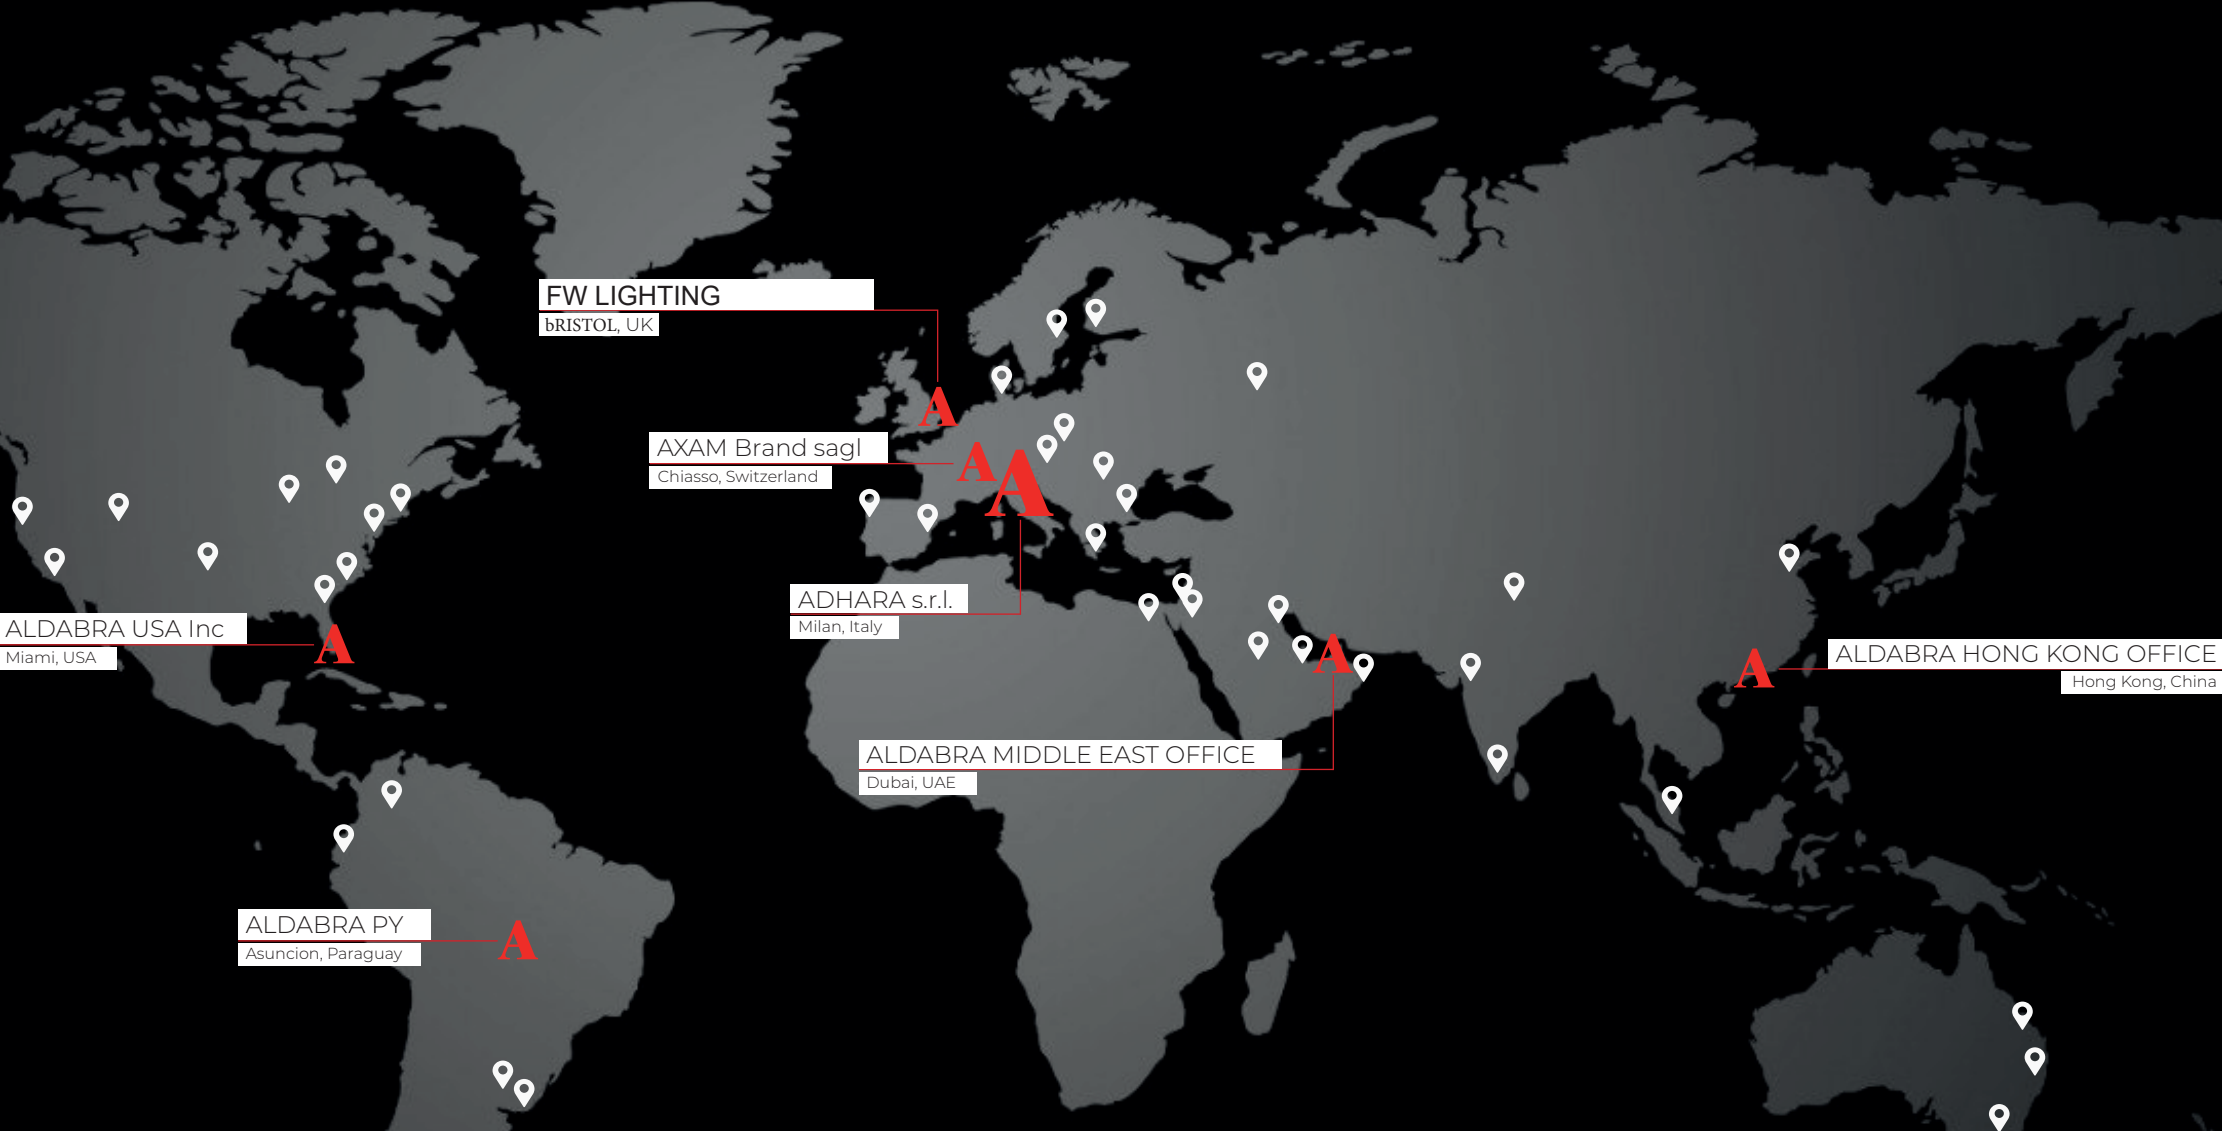 FW LIGHTING
bRISTOL, UK
A
AXAM Brand sagl
Chiasso, Switzerland
A
A
ADHARA s.r.l.
Milan, Italy
ALDABRA USA Inc
Miami, USA
A
A
ALDABRA HONG KONG OFFICE
Hong Kong, China
A
ALDABRA MIDDLE EAST OFFICE
Dubai, UAE
ALDABRA PY
Asuncion, Paraguay
A